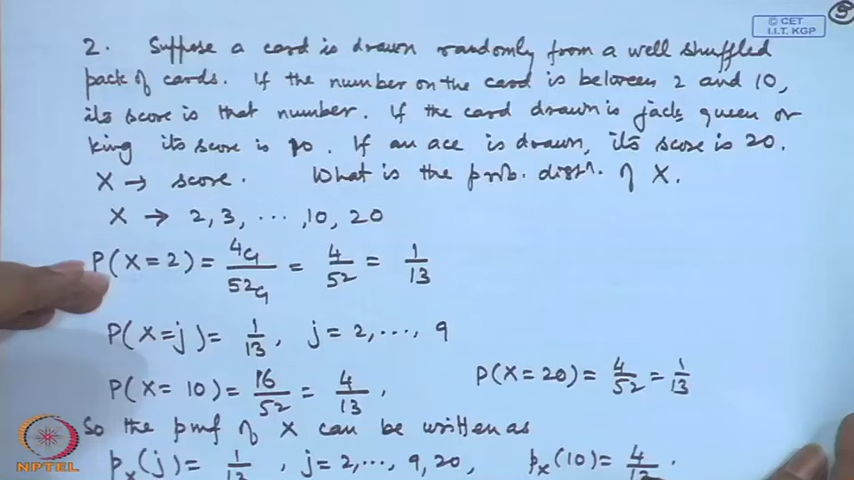 © CET
I.I.T. KGP
5
2. Suppose a card is drawn randomly from a well shuffled
pack of cards. If the number on the card is between 2 and 10,
its score is that number. If the card drawn is jack queen or
king its score is 10. If an ace is drawn, its score is 20.
X → score. What is the prob. distⁿ. of X.
X → 2, 3, ..., 10, 20
P(X=2) = ⁴C₁ / ⁵²C₁ = 4/52 = 1/13
P(X=j) = 1/13, j = 2, ..., 9
P(X=10) = 16/52 = 4/13, P(X=20) = 4/52 = 1/13
So the pmf of X can be written as
p_X(j) = 1/13, j = 2, ..., 9, 20, p_X(10) = 4/13.
NPTEL